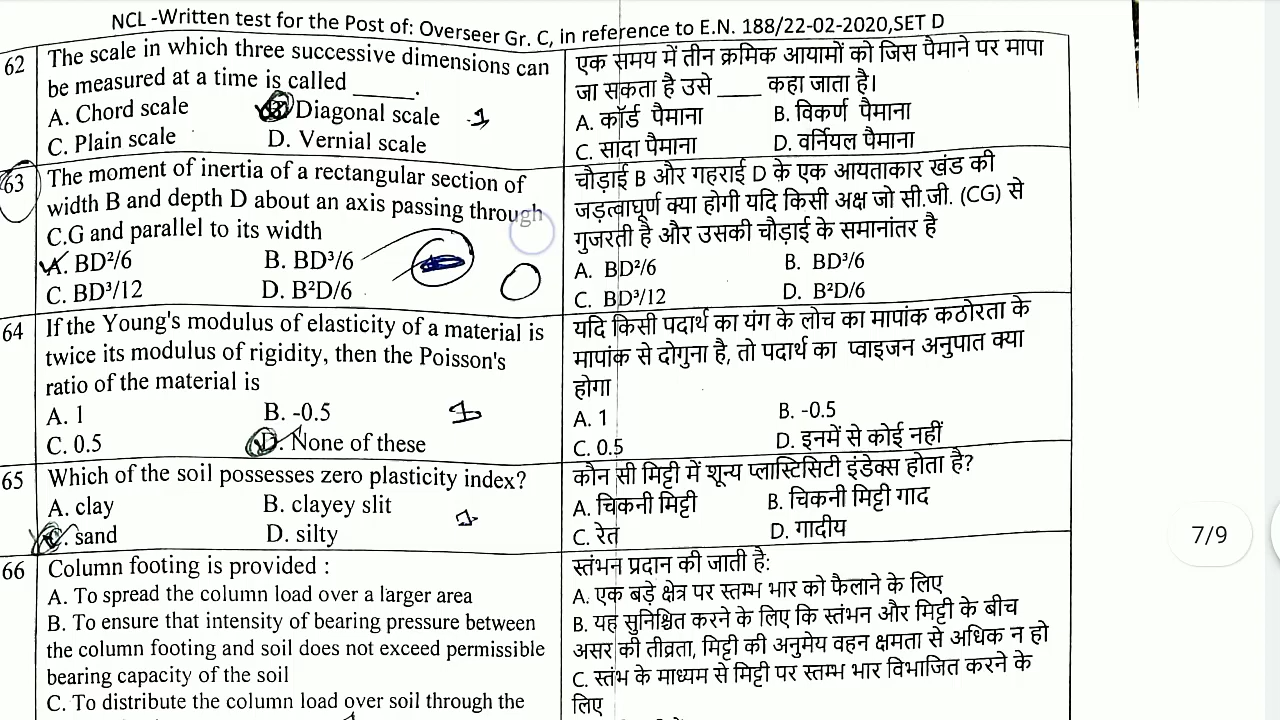 NCL -Written test for the Post of: Overseer Gr. C, in reference to E.N. 188/22-02-2020,SET D
62
The scale in which three successive dimensions can
be measured at a time is called _____.
A. Chord scale B. Diagonal scale 1
C. Plain scale D. Vernial scale
एक समय में तीन क्रमिक आयामों को जिस पैमाने पर मापा
जा सकता है उसे ____ कहा जाता है।
A. कॉर्ड पैमाना B. विकर्ण पैमाना
C. सादा पैमाना D. वर्नियल पैमाना
63
The moment of inertia of a rectangular section of
width B and depth D about an axis passing through
C.G and parallel to its width
A. BD²/6 B. BD³/6
C. BD³/12 D. B²D/6
0
चौड़ाई B और गहराई D के एक आयताकार खंड की
जड़त्वाघूर्ण क्या होगी यदि किसी अक्ष जो सी.जी. (CG) से
गुजरती है और उसकी चौड़ाई के समानांतर है
A. BD²/6 B. BD³/6
C. BD³/12 D. B²D/6
64
If the Young's modulus of elasticity of a material is
twice its modulus of rigidity, then the Poisson's
ratio of the material is
A. 1 B. -0.5 1
C. 0.5 D. None of these
यदि किसी पदार्थ का यंग के लोच का मापांक कठोरता के
मापांक से दोगुना है, तो पदार्थ का प्वाइजन अनुपात क्या
होगा
A. 1 B. -0.5
C. 0.5 D. इनमें से कोई नहीं
65
Which of the soil possesses zero plasticity index?
A. clay B. clayey slit
C. sand D. silty 1
कौन सी मिट्टी में शून्य प्लास्टिसिटी इंडेक्स होता है?
A. चिकनी मिट्टी B. चिकनी मिट्टी गाद
C. रेत D. गादीय
66
Column footing is provided :
A. To spread the column load over a larger area
B. To ensure that intensity of bearing pressure between
the column footing and soil does not exceed permissible
bearing capacity of the soil
C. To distribute the column load over soil through the
स्तंभन प्रदान की जाती है:
A. एक बड़े क्षेत्र पर स्तम्भ भार को फैलाने के लिए
B. यह सुनिश्चित करने के लिए कि स्तंभन और मिट्टी के बीच
असर की तीव्रता, मिट्टी की अनुमेय वहन क्षमता से अधिक न हो
C. स्तंभ के माध्यम से मिट्टी पर स्तम्भ भार विभाजित करने के
लिए
7/9